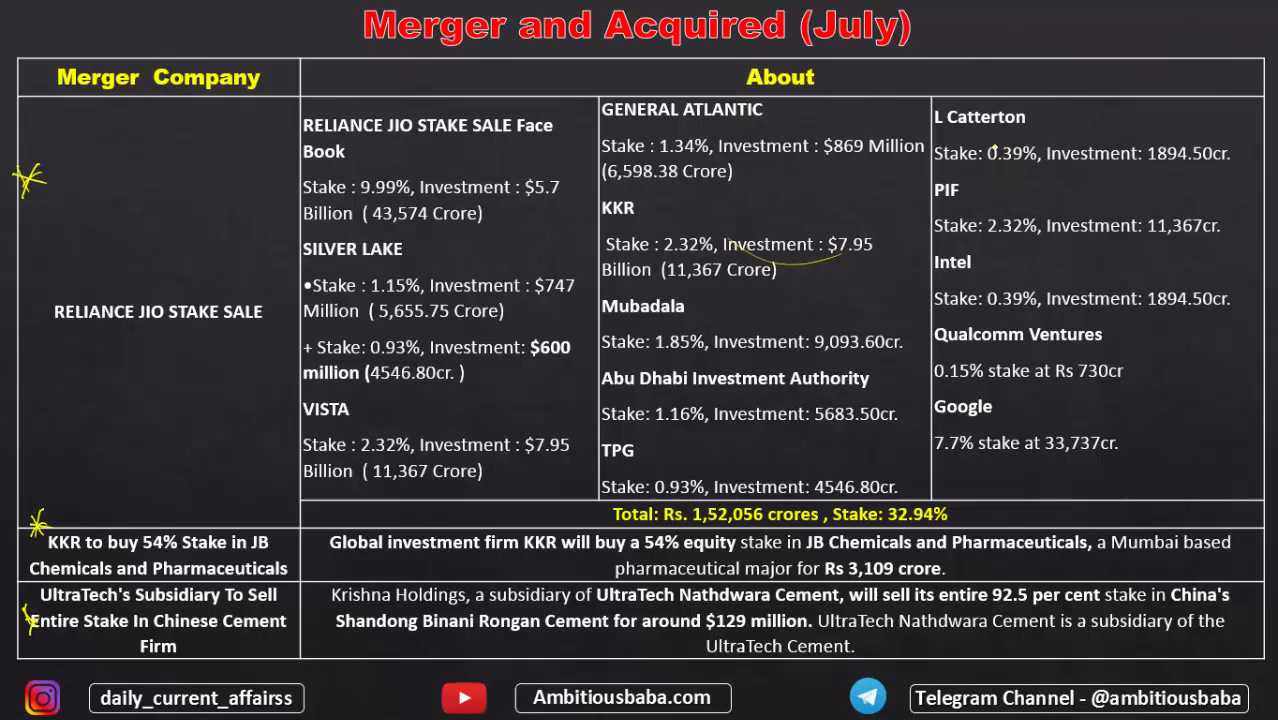 Merger and Acquired (July)
Merger Company
About
RELIANCE JIO STAKE SALE
RELIANCE JIO STAKE SALE Face
Book
Stake : 9.99%, Investment : $5.7
Billion ( 43,574 Crore)
SILVER LAKE
•Stake : 1.15%, Investment : $747
Million ( 5,655.75 Crore)
+ Stake: 0.93%, Investment: $600
million (4546.80cr. )
VISTA
Stake : 2.32%, Investment : $7.95
Billion ( 11,367 Crore)
GENERAL ATLANTIC
Stake : 1.34%, Investment : $869 Million
(6,598.38 Crore)
KKR
Stake : 2.32%, Investment : $7.95
Billion (11,367 Crore)
Mubadala
Stake: 1.85%, Investment: 9,093.60cr.
Abu Dhabi Investment Authority
Stake: 1.16%, Investment: 5683.50cr.
TPG
Stake: 0.93%, Investment: 4546.80cr.
L Catterton
Stake: 0.39%, Investment: 1894.50cr.
PIF
Stake: 2.32%, Investment: 11,367cr.
Intel
Stake: 0.39%, Investment: 1894.50cr.
Qualcomm Ventures
0.15% stake at Rs 730cr
Google
7.7% stake at 33,737cr.
Total: Rs. 1,52,056 crores , Stake: 32.94%
KKR to buy 54% Stake in JB
Chemicals and Pharmaceuticals
Global investment firm KKR will buy a 54% equity stake in JB Chemicals and Pharmaceuticals, a Mumbai based
pharmaceutical major for Rs 3,109 crore.
UltraTech's Subsidiary To Sell
Entire Stake In Chinese Cement
Firm
Krishna Holdings, a subsidiary of UltraTech Nathdwara Cement, will sell its entire 92.5 per cent stake in China's
Shandong Binani Rongan Cement for around $129 million. UltraTech Nathdwara Cement is a subsidiary of the
UltraTech Cement.
daily_current_affairss
Ambitiousbaba.com
Telegram Channel - @ambitiousbaba